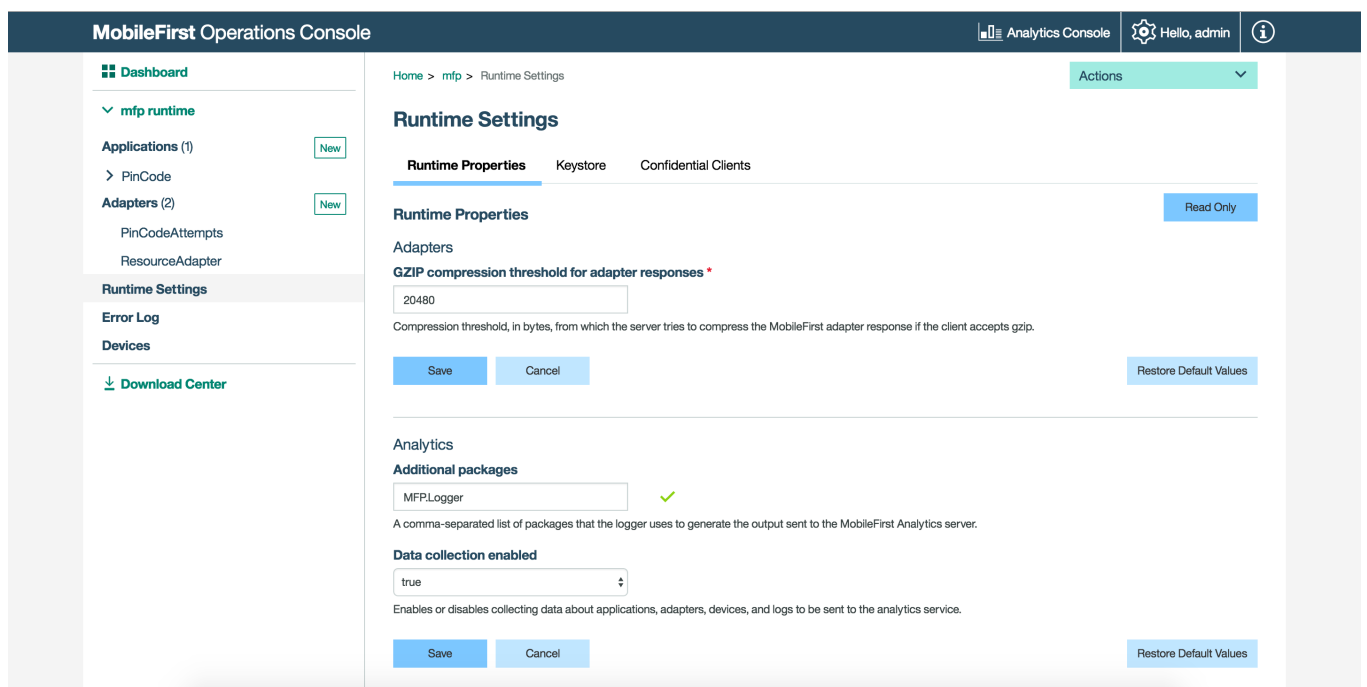 MobileFirst Operations Console
Analytics Console
Hello, admin
Dashboard
mfp runtime
Applications (1)
New
PinCode
Adapters (2)
New
PinCodeAttempts
ResourceAdapter
Runtime Settings
Error Log
Devices
Download Center
Home > mfp > Runtime Settings
Actions
Runtime Settings
Runtime Properties
Keystore
Confidential Clients
Runtime Properties
Read Only
Adapters
GZIP compression threshold for adapter responses *
20480
Compression threshold, in bytes, from which the server tries to compress the MobileFirst adapter response if the client accepts gzip.
Save
Cancel
Restore Default Values
Analytics
Additional packages
MFP.Logger
A comma-separated list of packages that the logger uses to generate the output sent to the MobileFirst Analytics server.
Data collection enabled
true
Enables or disables collecting data about applications, adapters, devices, and logs to be sent to the analytics service.
Save
Cancel
Restore Default Values